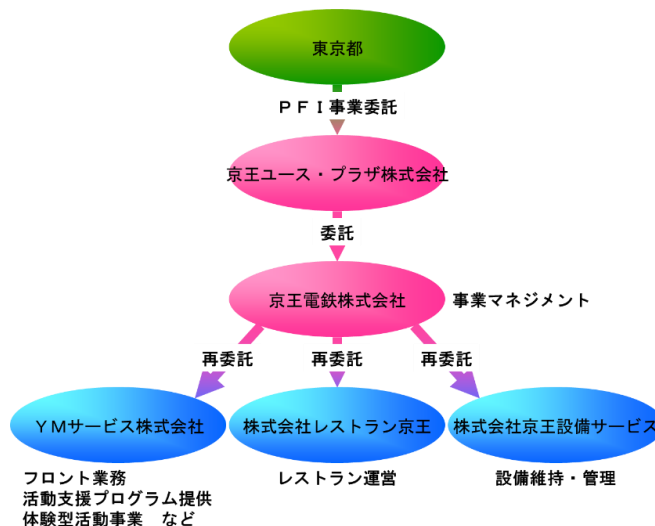 東京都
ＰＦＩ事業委託
京王ユース・プラザ株式会社
委託
京王電鉄株式会社
事業マネジメント
再委託
再委託
再委託
ＹＭサービス株式会社
株式会社レストラン京王
株式会社京王設備サービス
フロント業務
活動支援プログラム提供
体験型活動事業　など
レストラン運営
設備維持・管理